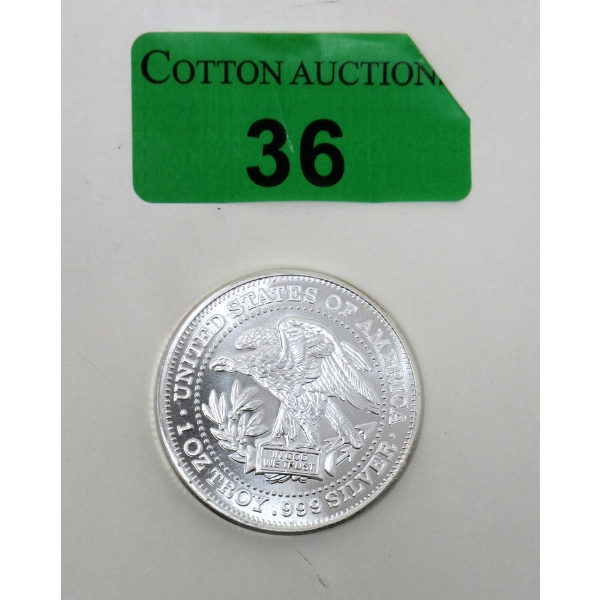 COTTON AUCTION
36
UNITED STATES OF AMERICA
IN GOD
WE TRUST
1 OZ TROY .999 SILVER